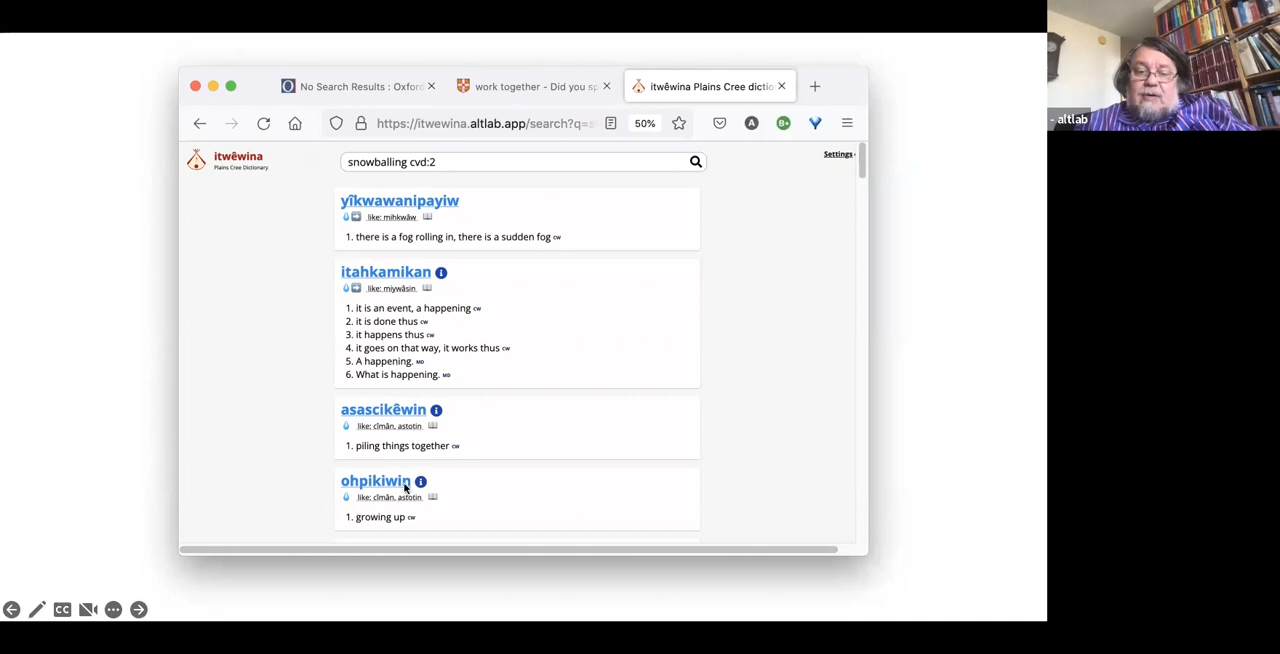 No Search Results : Oxford
work together - Did you sp
itwêwina Plains Cree dictio
https://itwewina.altlab.app/search?q=s
50%
itwêwina
Plains Cree Dictionary
snowballing cvd:2
Settings
yîkwawanipayiw
like: mihkwâw
1. there is a fog rolling in, there is a sudden fog CW
itahkamikan
like: miywâsin
1. it is an event, a happening CW
2. it is done thus CW
3. it happens thus CW
4. it goes on that way, it works thus CW
5. A happening. MD
6. What is happening. MD
asascikêwin
like: cîmân, astotin
1. piling things together CW
ohpikiwin
like: cîmân, astotin
1. growing up CW
- altlab
CC